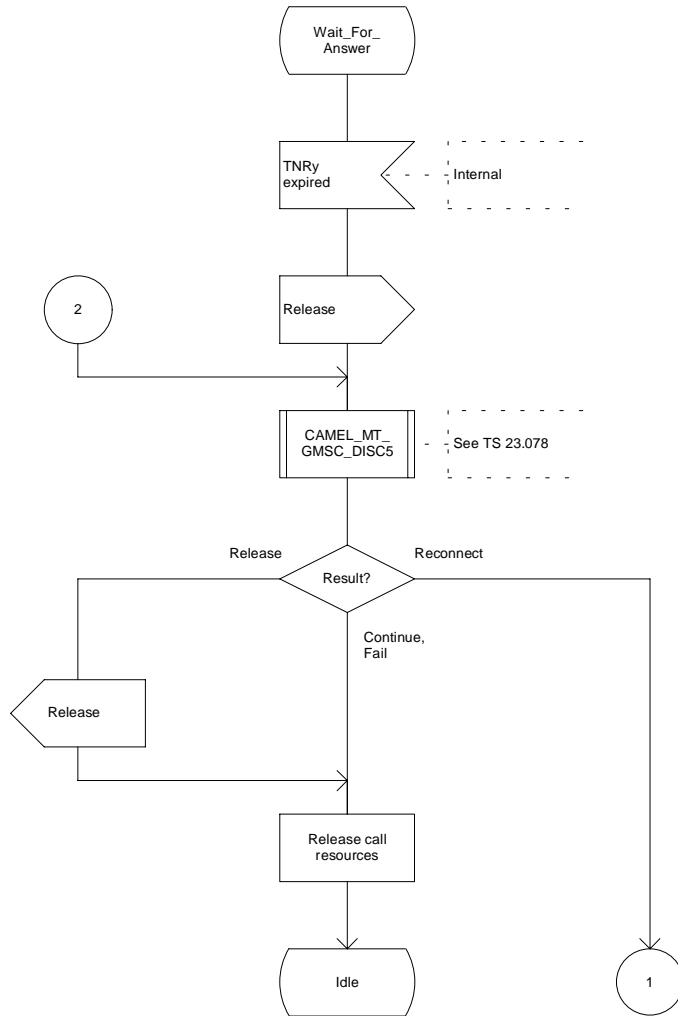 Wait_For_
Answer
TNRy
expired
Internal
2
Release
CAMEL_MT_
GMSC_DISC5
See TS 23.078
Release
Result?
Reconnect
Continue,
Fail
Release
Release call
resources
Idle
1